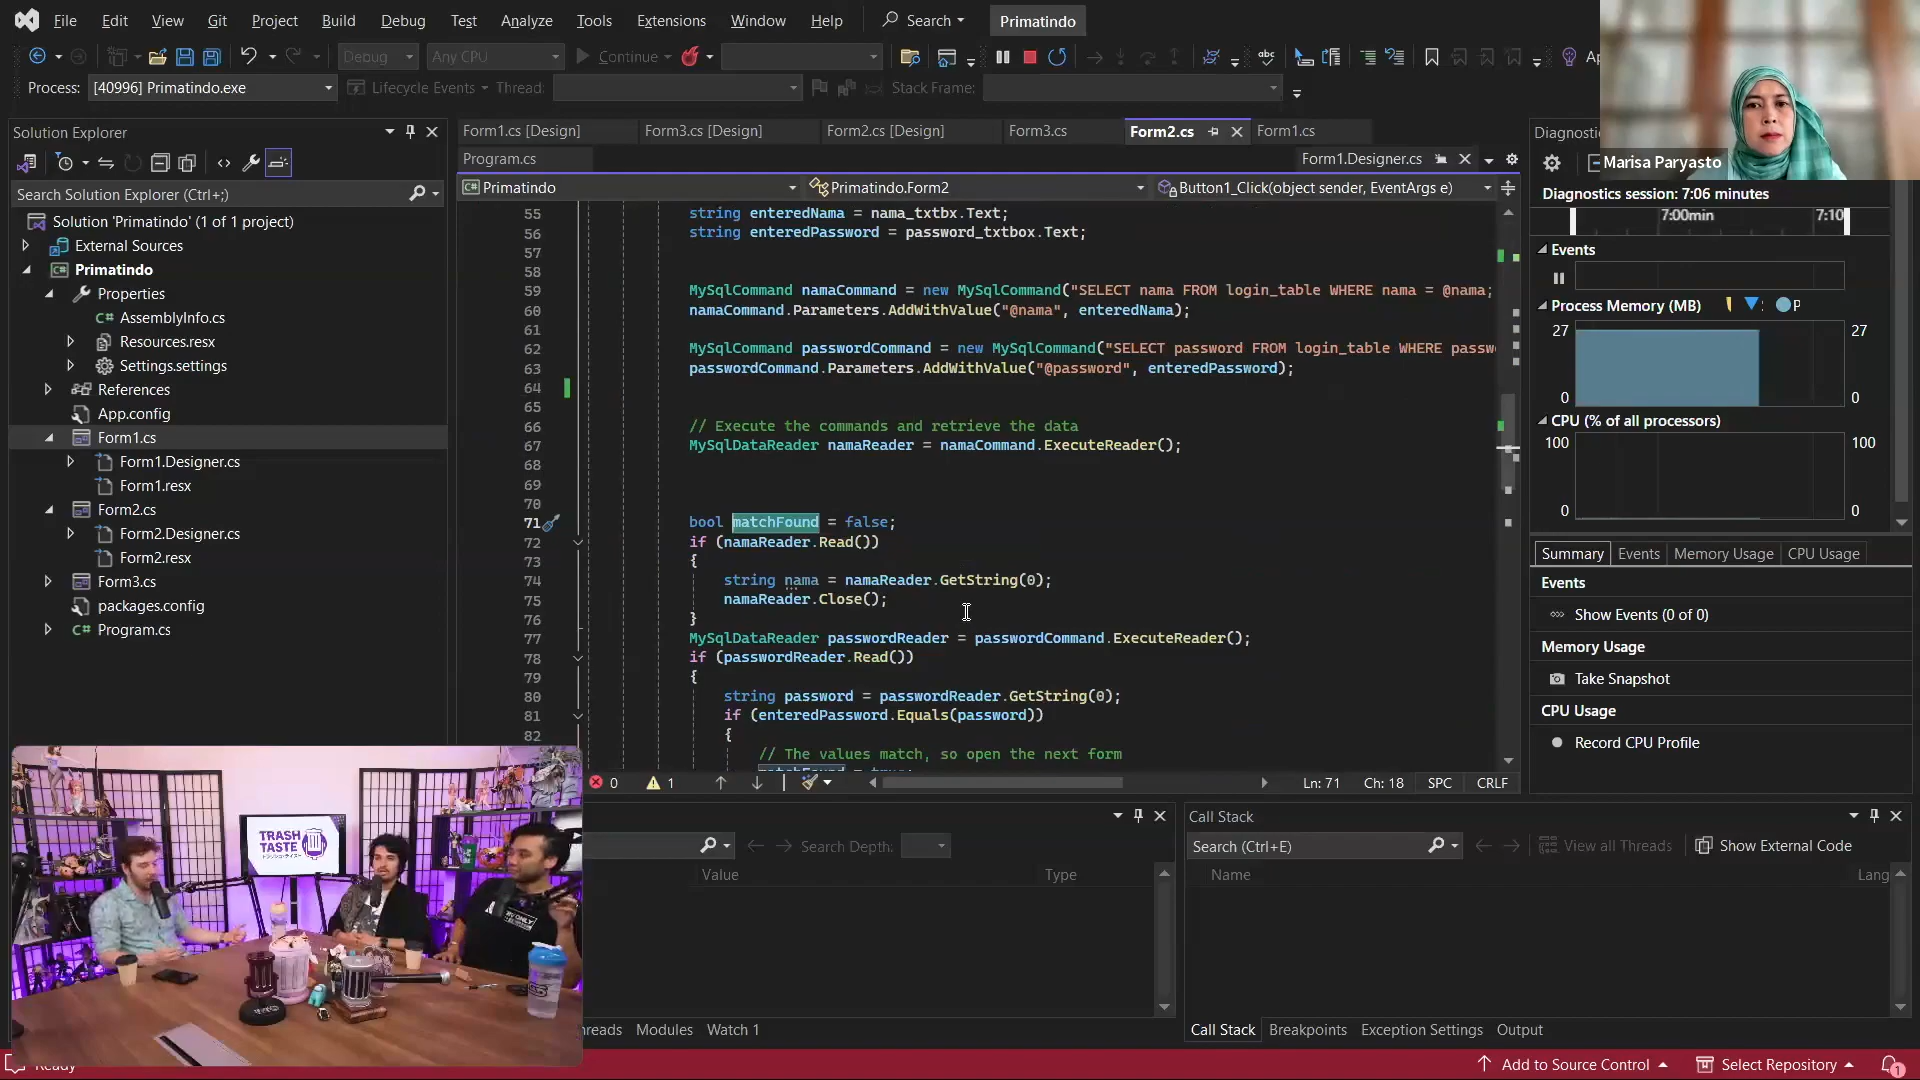 File Edit View Git Project Build Debug Test Analyze Tools Extensions Window Help Search Primatindo
Debug Any CPU Continue
Process: [40996] Primatindo.exe Lifecycle Events Thread: Stack Frame:
Marisa Paryasto
Solution Explorer
Search Solution Explorer (Ctrl+;)
Solution 'Primatindo' (1 of 1 project)
External Sources
Primatindo
Properties
C# AssemblyInfo.cs
Resources.resx
Settings.settings
References
App.config
Form1.cs
Form1.Designer.cs
Form1.resx
Form2.cs
Form2.Designer.cs
Form2.resx
Form3.cs
packages.config
C# Program.cs
Form1.cs [Design] Form3.cs [Design] Form2.cs [Design] Form3.cs Form2.cs Form1.cs
Program.cs Form1.Designer.cs
Primatindo Primatindo.Form2 Button1_Click(object sender, EventArgs e)
55 string enteredNama = nama_txtbx.Text;
56 string enteredPassword = password_txtbox.Text;
57
58
59 MySqlCommand namaCommand = new MySqlCommand("SELECT nama FROM login_table WHERE nama = @nama;
60 namaCommand.Parameters.AddWithValue("@nama", enteredNama);
61
62 MySqlCommand passwordCommand = new MySqlCommand("SELECT password FROM login_table WHERE passw
63 passwordCommand.Parameters.AddWithValue("@password", enteredPassword);
64
65
66 // Execute the commands and retrieve the data
67 MySqlDataReader namaReader = namaCommand.ExecuteReader();
68
69
70
71 bool matchFound = false;
72 if (namaReader.Read())
73 {
74 string nama = namaReader.GetString(0);
75 namaReader.Close();
76 }
77 MySqlDataReader passwordReader = passwordCommand.ExecuteReader();
78 if (passwordReader.Read())
79 {
80 string password = passwordReader.GetString(0);
81 if (enteredPassword.Equals(password))
82 {
// The values match, so open the next form
0 1 Ln: 71 Ch: 18 SPC CRLF
Diagnostic
Diagnostics session: 7:06 minutes
7:00min 7:10
Events
Process Memory (MB) P
27 27
0 0
CPU (% of all processors)
100 100
0 0
Summary Events Memory Usage CPU Usage
Events
Show Events (0 of 0)
Memory Usage
Take Snapshot
CPU Usage
Record CPU Profile
TRASH
TASTE
Search Depth:
Value Type
Modules Watch 1
Call Stack
Search (Ctrl+E) View all Threads Show External Code
Name Lang
Call Stack Breakpoints Exception Settings Output
Ready Add to Source Control Select Repository 1